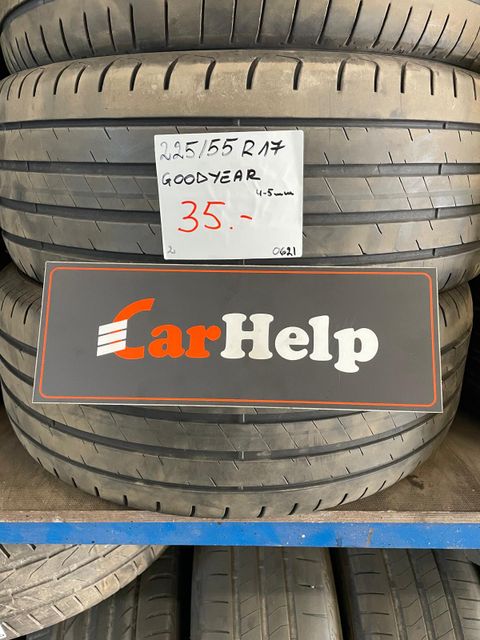 225/55 R17
GOODYEAR
4-5mm
35.-
2 0621
CarHelp